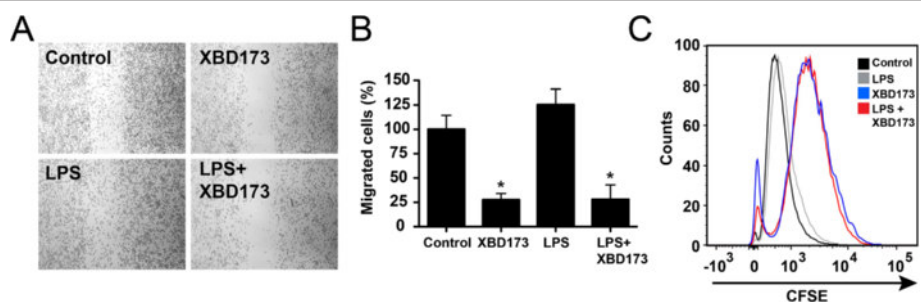 A
Control
XBD173
LPS
LPS+
XBD173
B
Migrated cells (%)
150
125
100
75
50
25
0
*
*
Control
XBD173
LPS
LPS+
XBD173
C
Counts
100
80
60
40
20
0
Control
LPS
XBD173
LPS +
XBD173
-10³
0
10³
10⁴
10⁵
CFSE